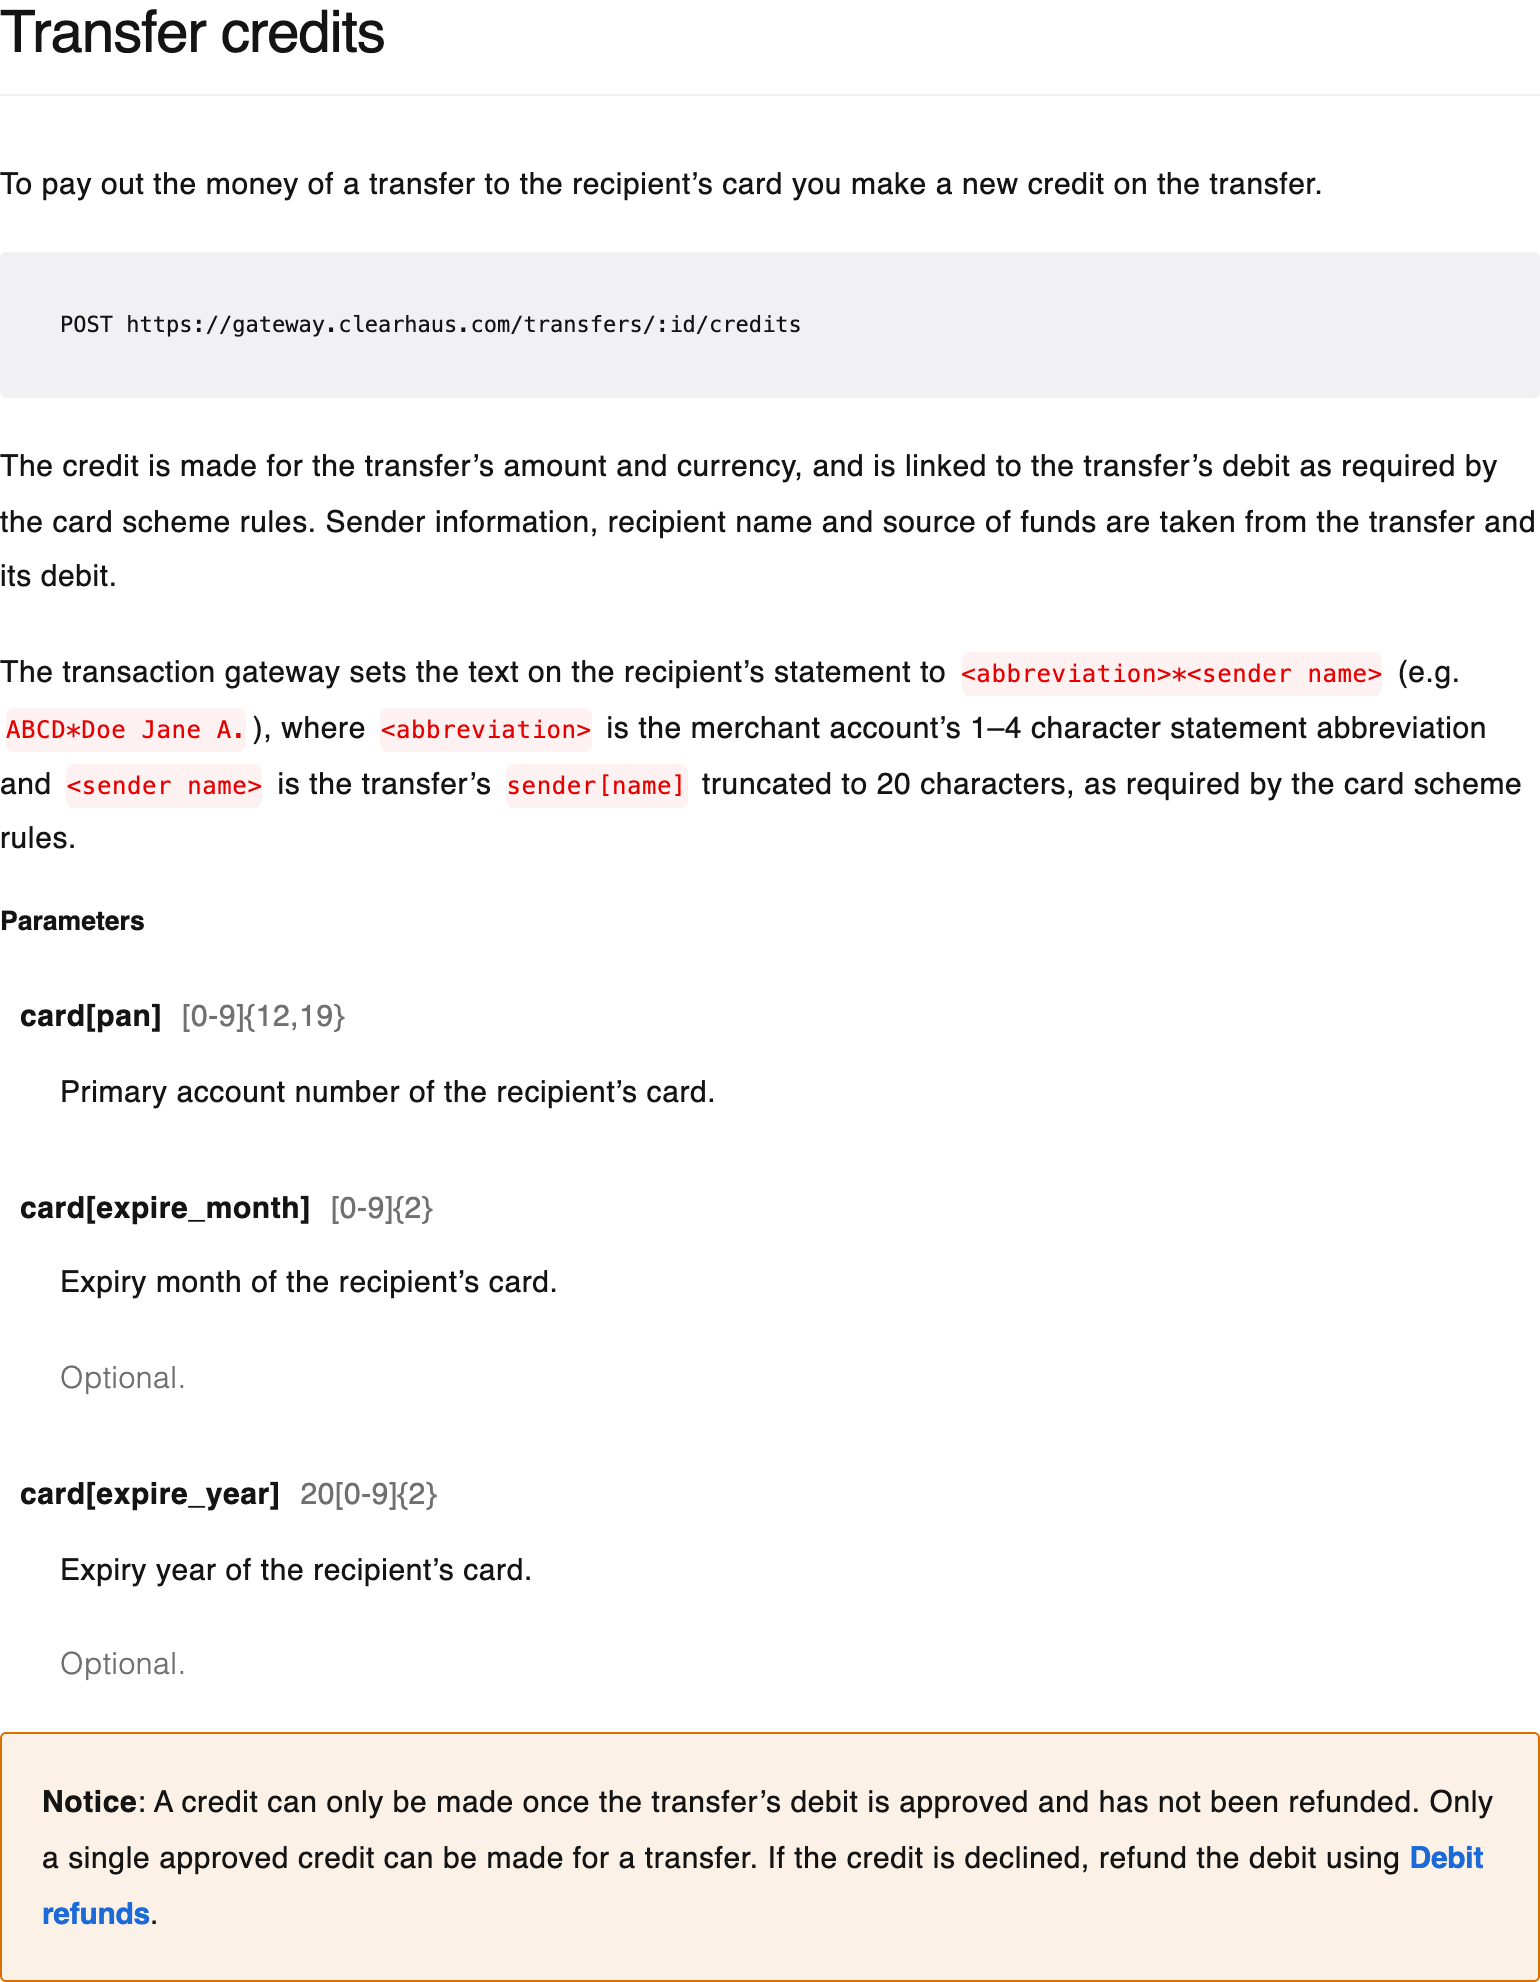 Transfer credits
To pay out the money of a transfer to the recipient’s card you make a new credit on the transfer.
POST https://gateway.clearhaus.com/transfers/:id/credits
The credit is made for the transfer’s amount and currency, and is linked to the transfer’s debit as required by
the card scheme rules. Sender information, recipient name and source of funds are taken from the transfer and
its debit.
The transaction gateway sets the text on the recipient’s statement to <abbreviation>*<sender name> (e.g.
ABCD*Doe Jane A.), where <abbreviation> is the merchant account’s 1–4 character statement abbreviation
and <sender name> is the transfer’s sender[name] truncated to 20 characters, as required by the card scheme
rules.
Parameters
card[pan] [0-9]{12,19}
Primary account number of the recipient’s card.
card[expire_month] [0-9]{2}
Expiry month of the recipient’s card.
Optional.
card[expire_year] 20[0-9]{2}
Expiry year of the recipient’s card.
Optional.
Notice: A credit can only be made once the transfer’s debit is approved and has not been refunded. Only
a single approved credit can be made for a transfer. If the credit is declined, refund the debit using Debit
refunds.